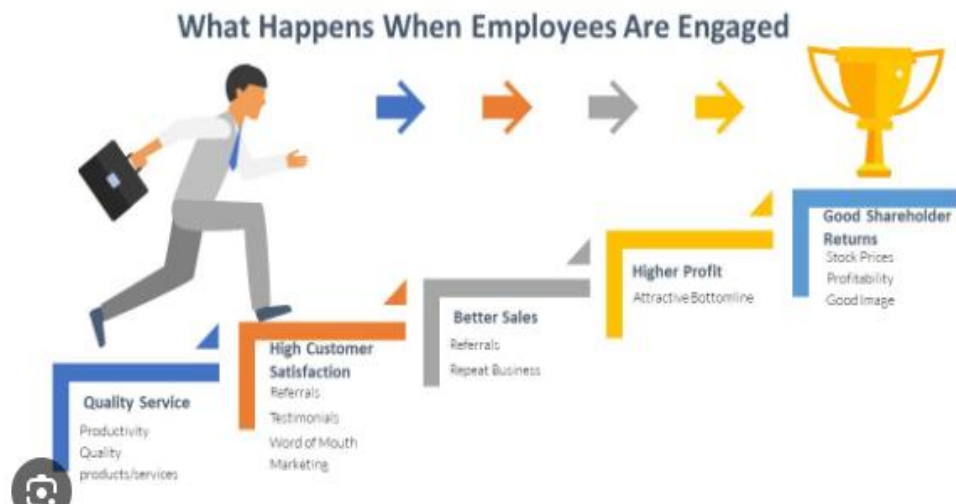 What Happens When Employees Are Engaged
Quality Service
Productivity
Quality
products/services
High Customer
Satisfaction
Referrals
Testimonials
Word of Mouth
Marketing
Better Sales
Referrals
Repeat Business
Higher Profit
Attractive Bottomline
Good Shareholder
Returns
Stock Prices
Profitability
Good Image